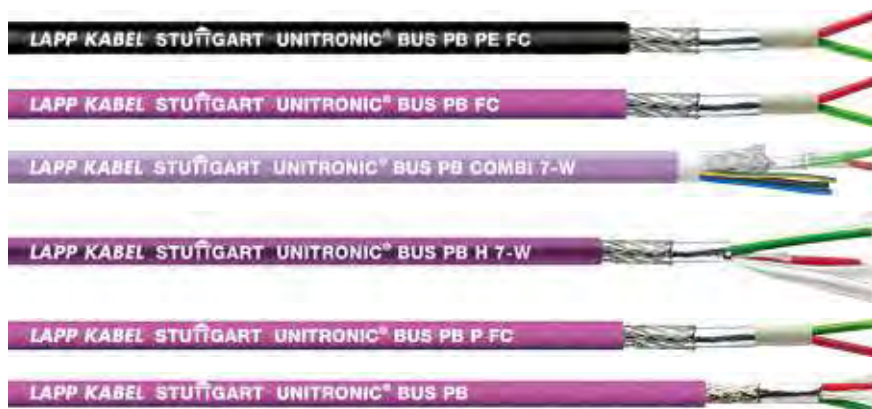 LAPP KABEL STUTTGART UNITRONIC® BUS PB PE FC
LAPP KABEL STUTTGART UNITRONIC® BUS PB FC
LAPP KABEL STUTTGART UNITRONIC® BUS PB COMBI 7-W
LAPP KABEL STUTTGART UNITRONIC® BUS PB H 7-W
LAPP KABEL STUTTGART UNITRONIC® BUS PB P FC
LAPP KABEL STUTTGART UNITRONIC® BUS PB